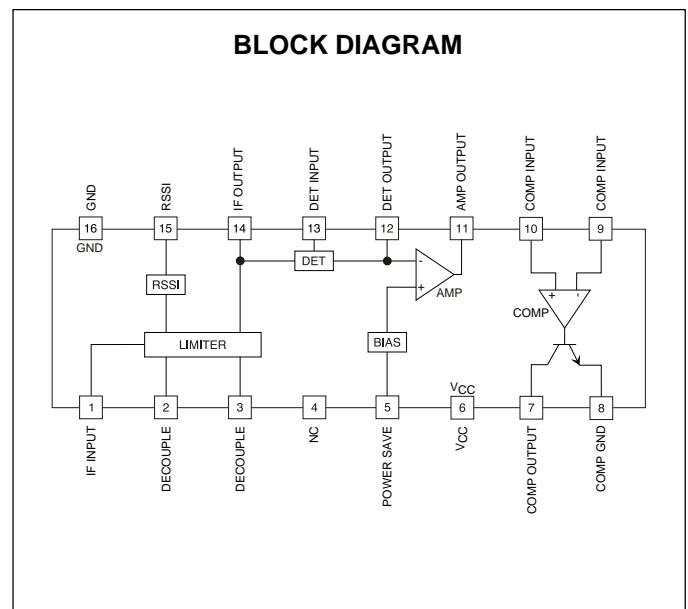 BLOCK DIAGRAM
GND
RSSI
IF OUTPUT
DET INPUT
DET OUTPUT
AMP OUTPUT
COMP INPUT
COMP INPUT
16
15
14
13
12
11
10
9
GND
DET
-
+
AMP
RSSI
+
-
COMP
LIMITER
BIAS
VCC
1
2
3
4
5
6
7
8
IF INPUT
DECOUPLE
DECOUPLE
NC
POWER SAVE
VCC
COMP OUTPUT
COMP GND